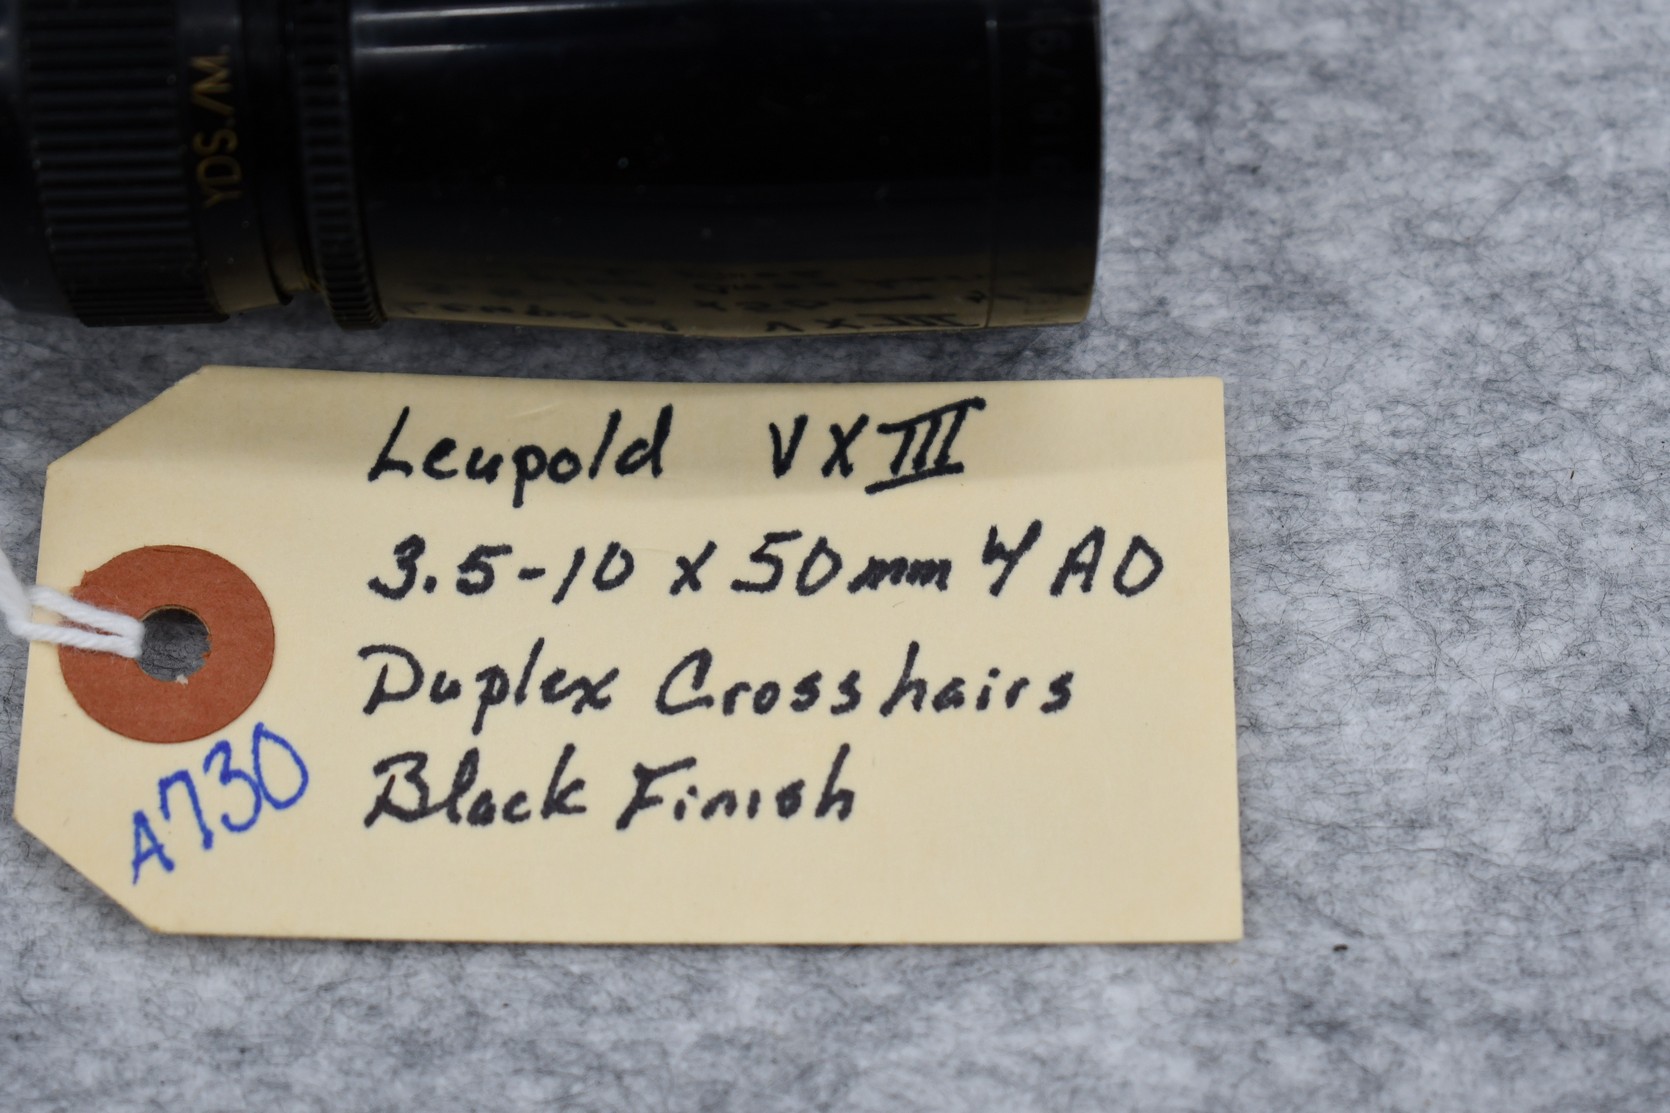 YDS./M.
Leupold VX III
3.5-10 x 50mm W/ AO
Duplex Crosshairs
Black Finish
A730